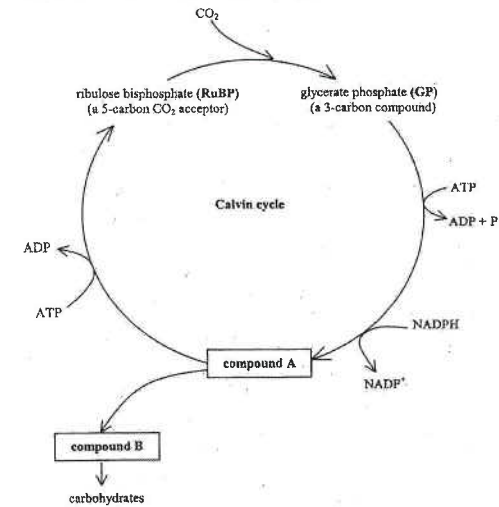 CO₂
ribulose bisphosphate (RuBP)
(a 5-carbon CO₂ acceptor)
glycerate phosphate (GP)
(a 3-carbon compound)
Calvin cycle
ATP
ADP + P
ADP
ATP
NADPH
NADP⁺
compound A
compound B
carbohydrates